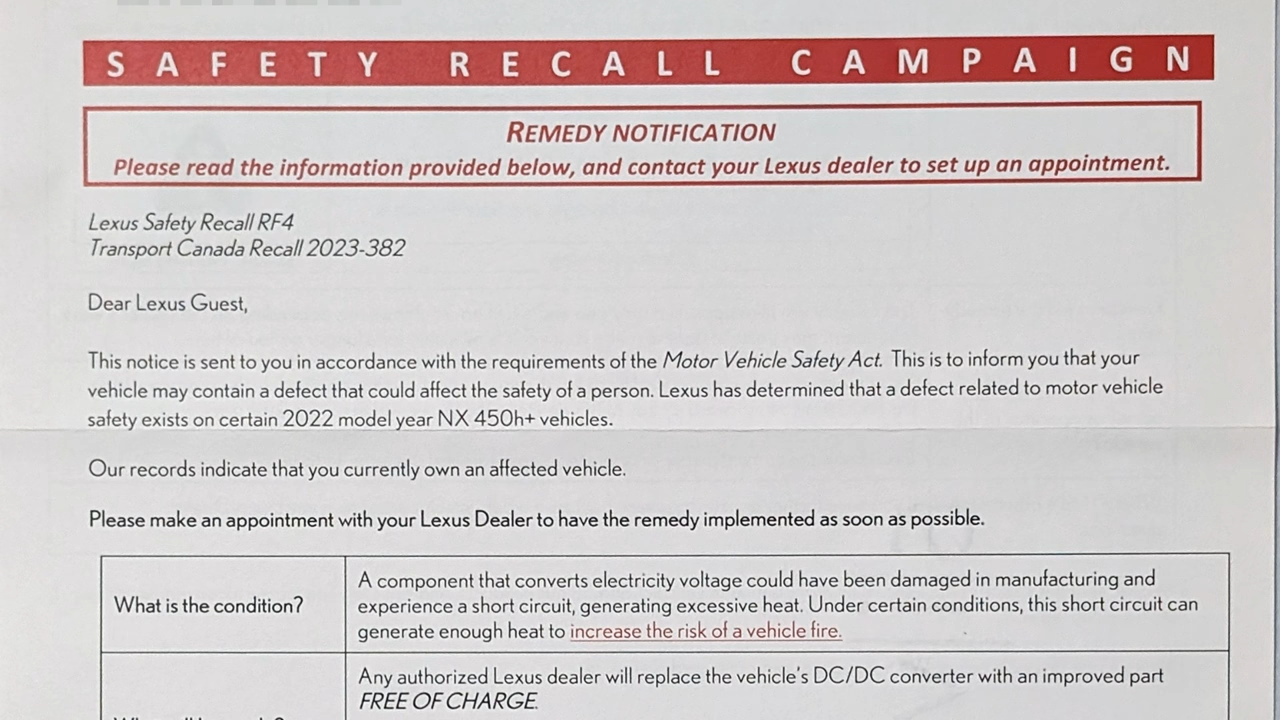 SAFETY RECALL CAMPAIGN
REMEDY NOTIFICATION
Please read the information provided below, and contact your Lexus dealer to set up an appointment.
Lexus Safety Recall RF4
Transport Canada Recall 2023-382
Dear Lexus Guest,
This notice is sent to you in accordance with the requirements of the Motor Vehicle Safety Act. This is to inform you that your
vehicle may contain a defect that could affect the safety of a person. Lexus has determined that a defect related to motor vehicle
safety exists on certain 2022 model year NX 450h+ vehicles.
Our records indicate that you currently own an affected vehicle.
Please make an appointment with your Lexus Dealer to have the remedy implemented as soon as possible.
What is the condition?
A component that converts electricity voltage could have been damaged in manufacturing and
experience a short circuit, generating excessive heat. Under certain conditions, this short circuit can
generate enough heat to increase the risk of a vehicle fire.
Any authorized Lexus dealer will replace the vehicle's DC/DC converter with an improved part
FREE OF CHARGE.